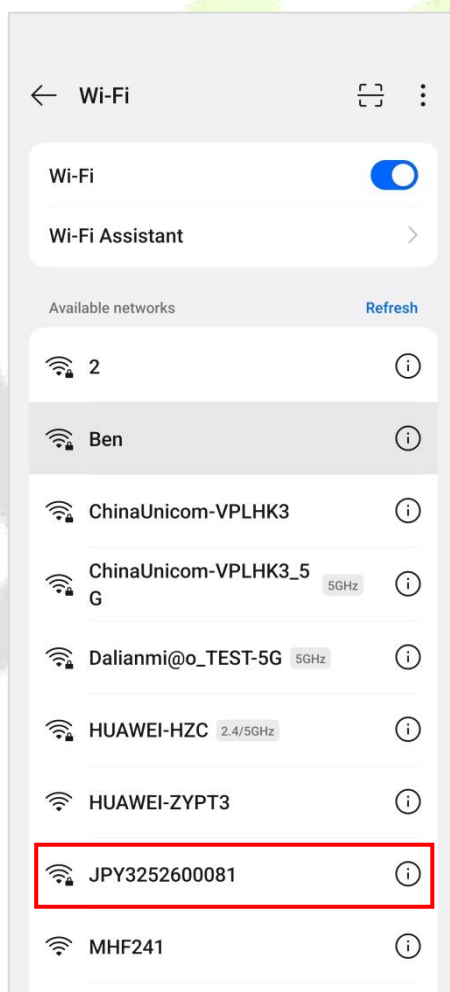 Wi-Fi
Wi-Fi
Wi-Fi Assistant
Available networks Refresh
2
Ben
ChinaUnicom-VPLHK3
ChinaUnicom-VPLHK3_5
G 5GHz
Dalianmi@o_TEST-5G 5GHz
HUAWEI-HZC 2.4/5GHz
HUAWEI-ZYPT3
JPY3252600081
MHF241